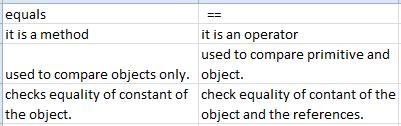 equals ==
it is a method it is an operator
used to compare primitive and
used to compare objects only. object.
checks equality of constant of check equality of contant of the
the object. object and the references.